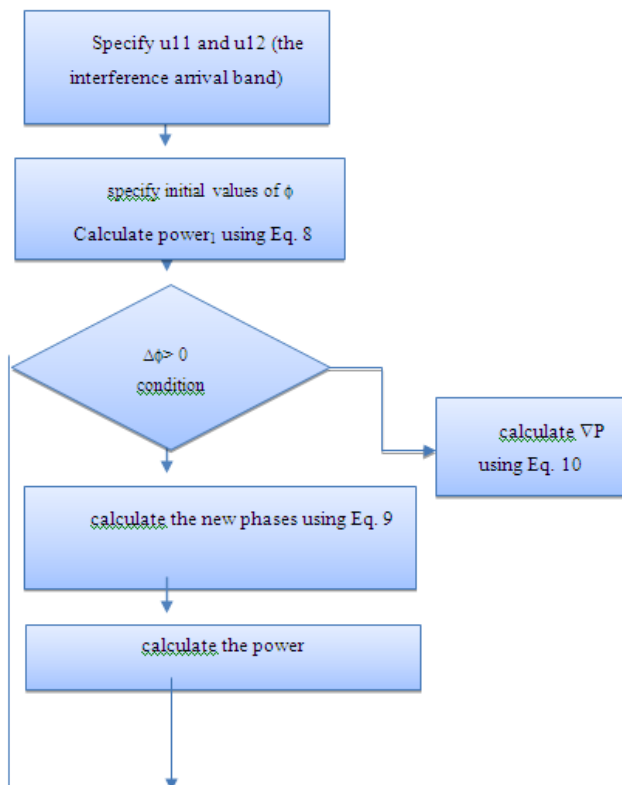 Specify u11 and u12 (the
interference arrival band)
specify initial values of ϕ
Calculate power₁ using Eq. 8
Δϕ> 0
condition
calculate ∇P
using Eq. 10
calculate the new phases using Eq. 9
calculate the power